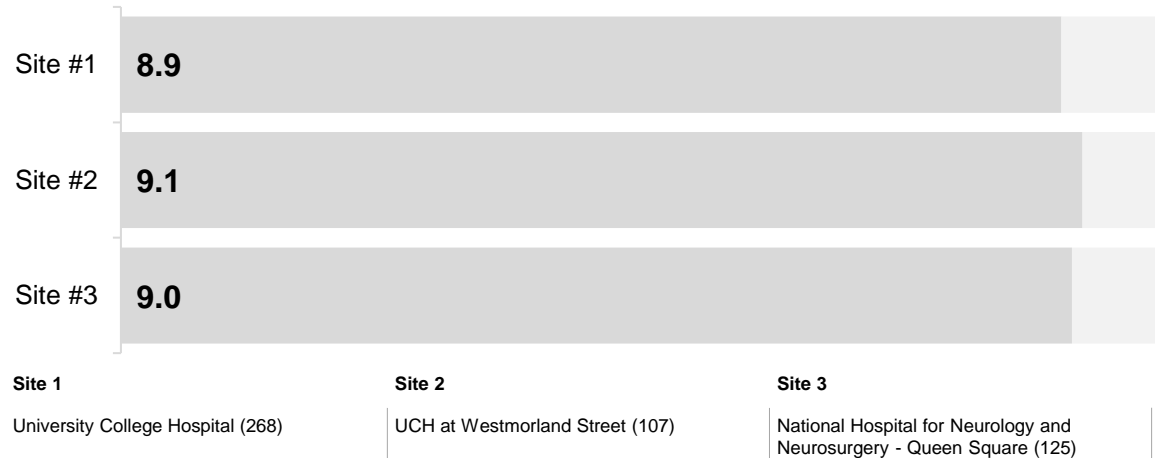 Site #1
8.9
Site #2
9.1
Site #3
9.0
Site 1
University College Hospital (268)
Site 2
UCH at Westmorland Street (107)
Site 3
National Hospital for Neurology and
Neurosurgery - Queen Square (125)